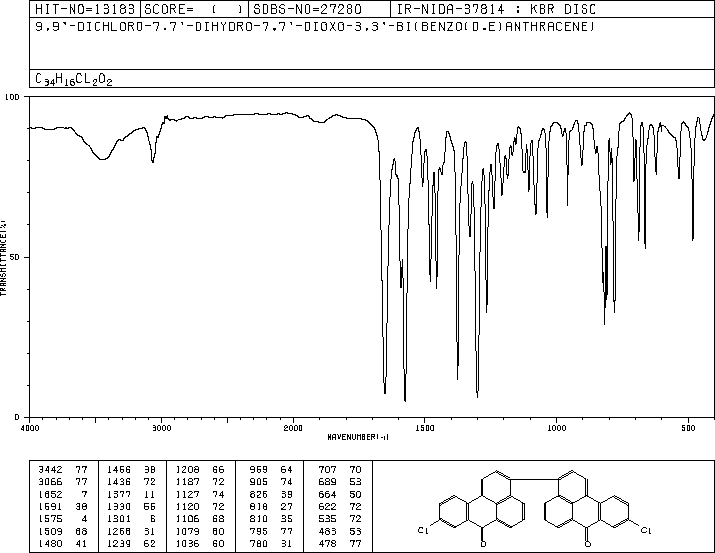 HIT-NO=13183 SCORE= ( ) SDBS-NO=27280 IR-NIDA-37814 : KBR DISC
9,9'-DICHLORO-7,7'-DIHYDRO-7,7'-DIOXO-3,3'-BI(BENZO(D,E)ANTHRACENE)
C34H16CL2O2
100
50
0
TRANSMITTANCE(%)
4000 3000 2000 1500 1000 500
WAVENUMBER(-1)
3442 77 1456 38 1208 66 969 64 707 70
3066 77 1436 72 1187 72 905 74 689 53
1652 7 1377 11 1127 74 826 39 664 50
1591 38 1330 55 1120 72 818 27 622 72
1575 4 1301 6 1106 68 810 35 535 72
1509 68 1268 31 1079 60 795 77 483 53
1480 41 1239 62 1036 60 780 31 478 77
Cl Cl
O O